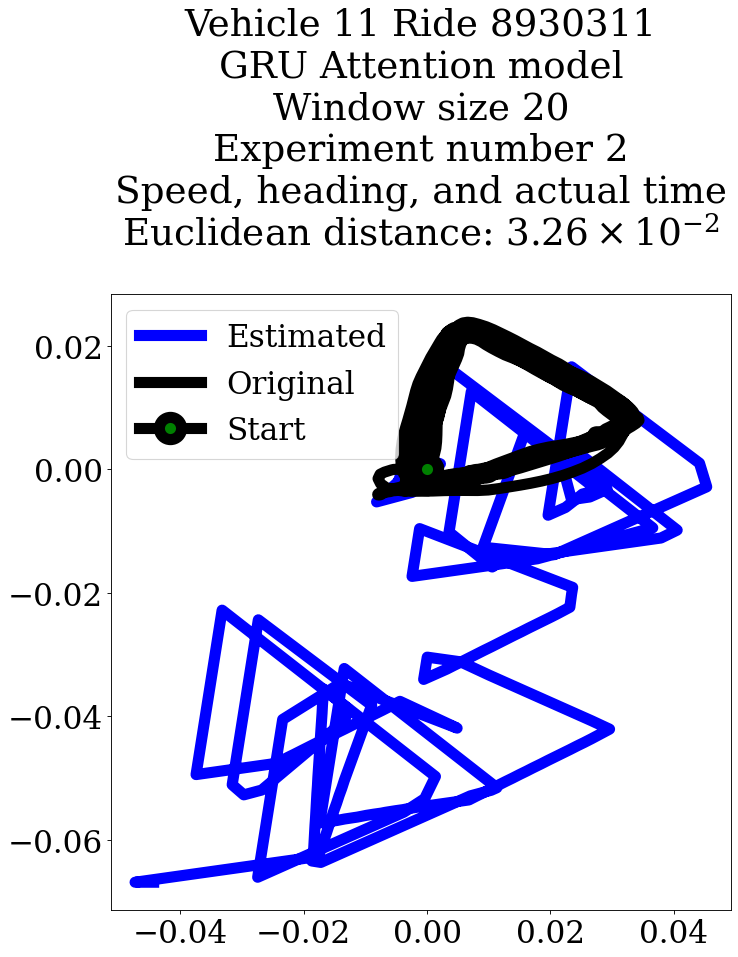 Vehicle 11 Ride 8930311
GRU Attention model
Window size 20
Experiment number 2
Speed, heading, and actual time
Euclidean distance: 3.26 × 10⁻²
Estimated
Original
Start
0.02
0.00
−0.02
−0.04
−0.06
−0.04 −0.02 0.00 0.02 0.04